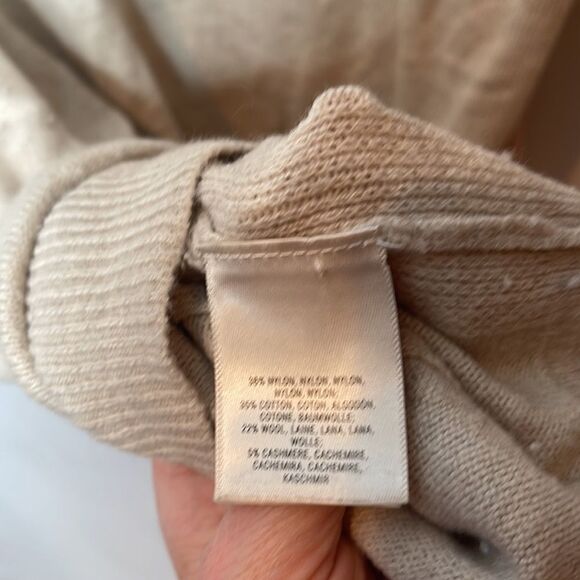 38% NYLON, NYLON, NYLON,
NYLON, NYLON;
35% COTTON, COTON, ALGODÓN,
COTONE, BAUMWOLLE;
22% WOOL, LAINE, LANA, LANA,
WOLLE;
5% CASHMERE, CACHEMIRE,
CACHEMIRA, CACHEMIRE,
KASCHMIR